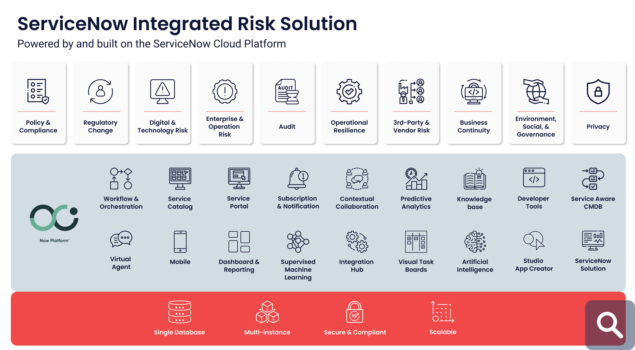 ServiceNow Integrated Risk Solution
Powered by and built on the ServiceNow Cloud Platform
Policy &
Compliance
Regulatory
Change
Digital &
Technology Risk
Enterprise &
Operation
Risk
AUDIT
Audit
Operational
Resilience
3rd-Party &
Vendor Risk
Business
Continuity
Environment,
Social, &
Governance
Privacy
Now Platform
Workflow &
Orchestration
Service
Catalog
Service
Portal
Subscription
& Notification
Contextual
Collaboration
Predictive
Analytics
Knowledge
base
Developer
Tools
Service Aware
CMDB
Virtual
Agent
Mobile
Dashboard &
Reporting
Supervised
Machine
Learning
Integration
Hub
Visual Task
Boards
Artificial
Intelligence
Studio
App Creator
ServiceNow
Solution
Single Database
Multi-instance
Secure & Compliant
Scalable